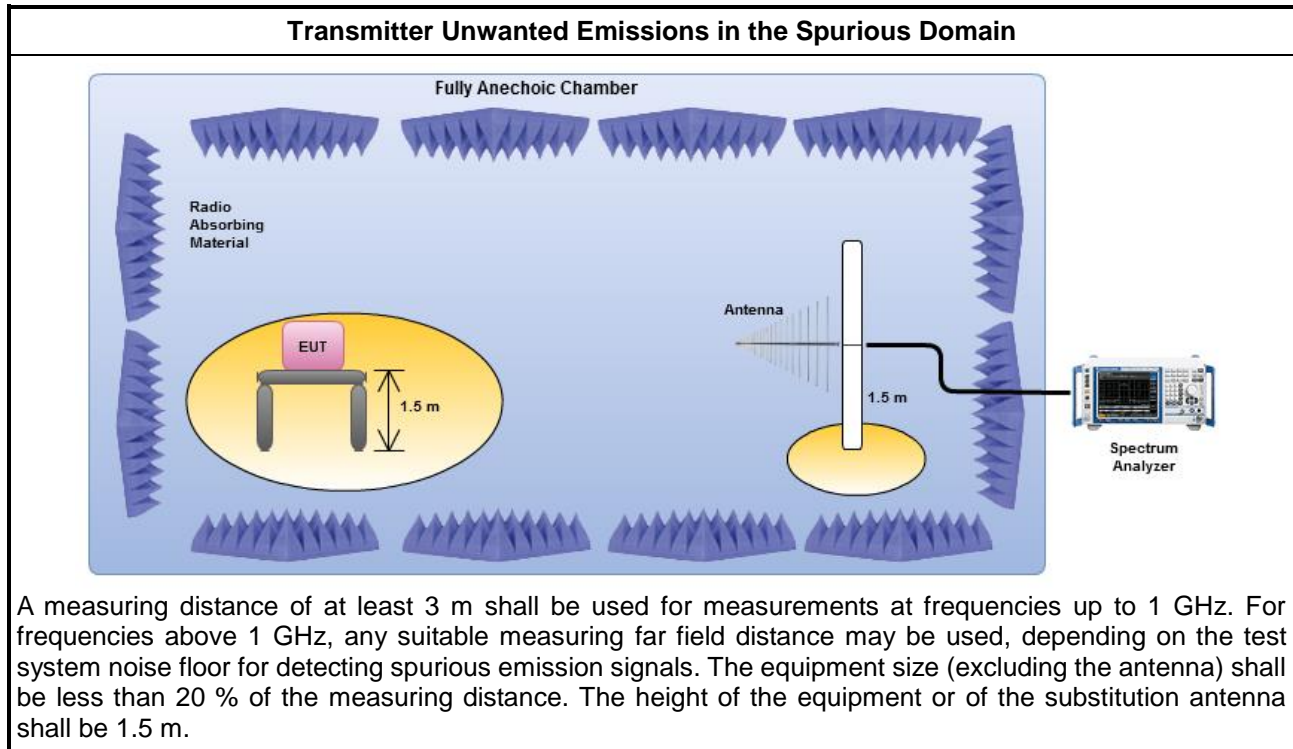 Transmitter Unwanted Emissions in the Spurious Domain
Fully Anechoic Chamber
Radio
Absorbing
Material
Antenna
EUT
1.5 m
1.5 m
Spectrum
Analyzer
A measuring distance of at least 3 m shall be used for measurements at frequencies up to 1 GHz. For
frequencies above 1 GHz, any suitable measuring far field distance may be used, depending on the test
system noise floor for detecting spurious emission signals. The equipment size (excluding the antenna) shall
be less than 20 % of the measuring distance. The height of the equipment or of the substitution antenna
shall be 1.5 m.